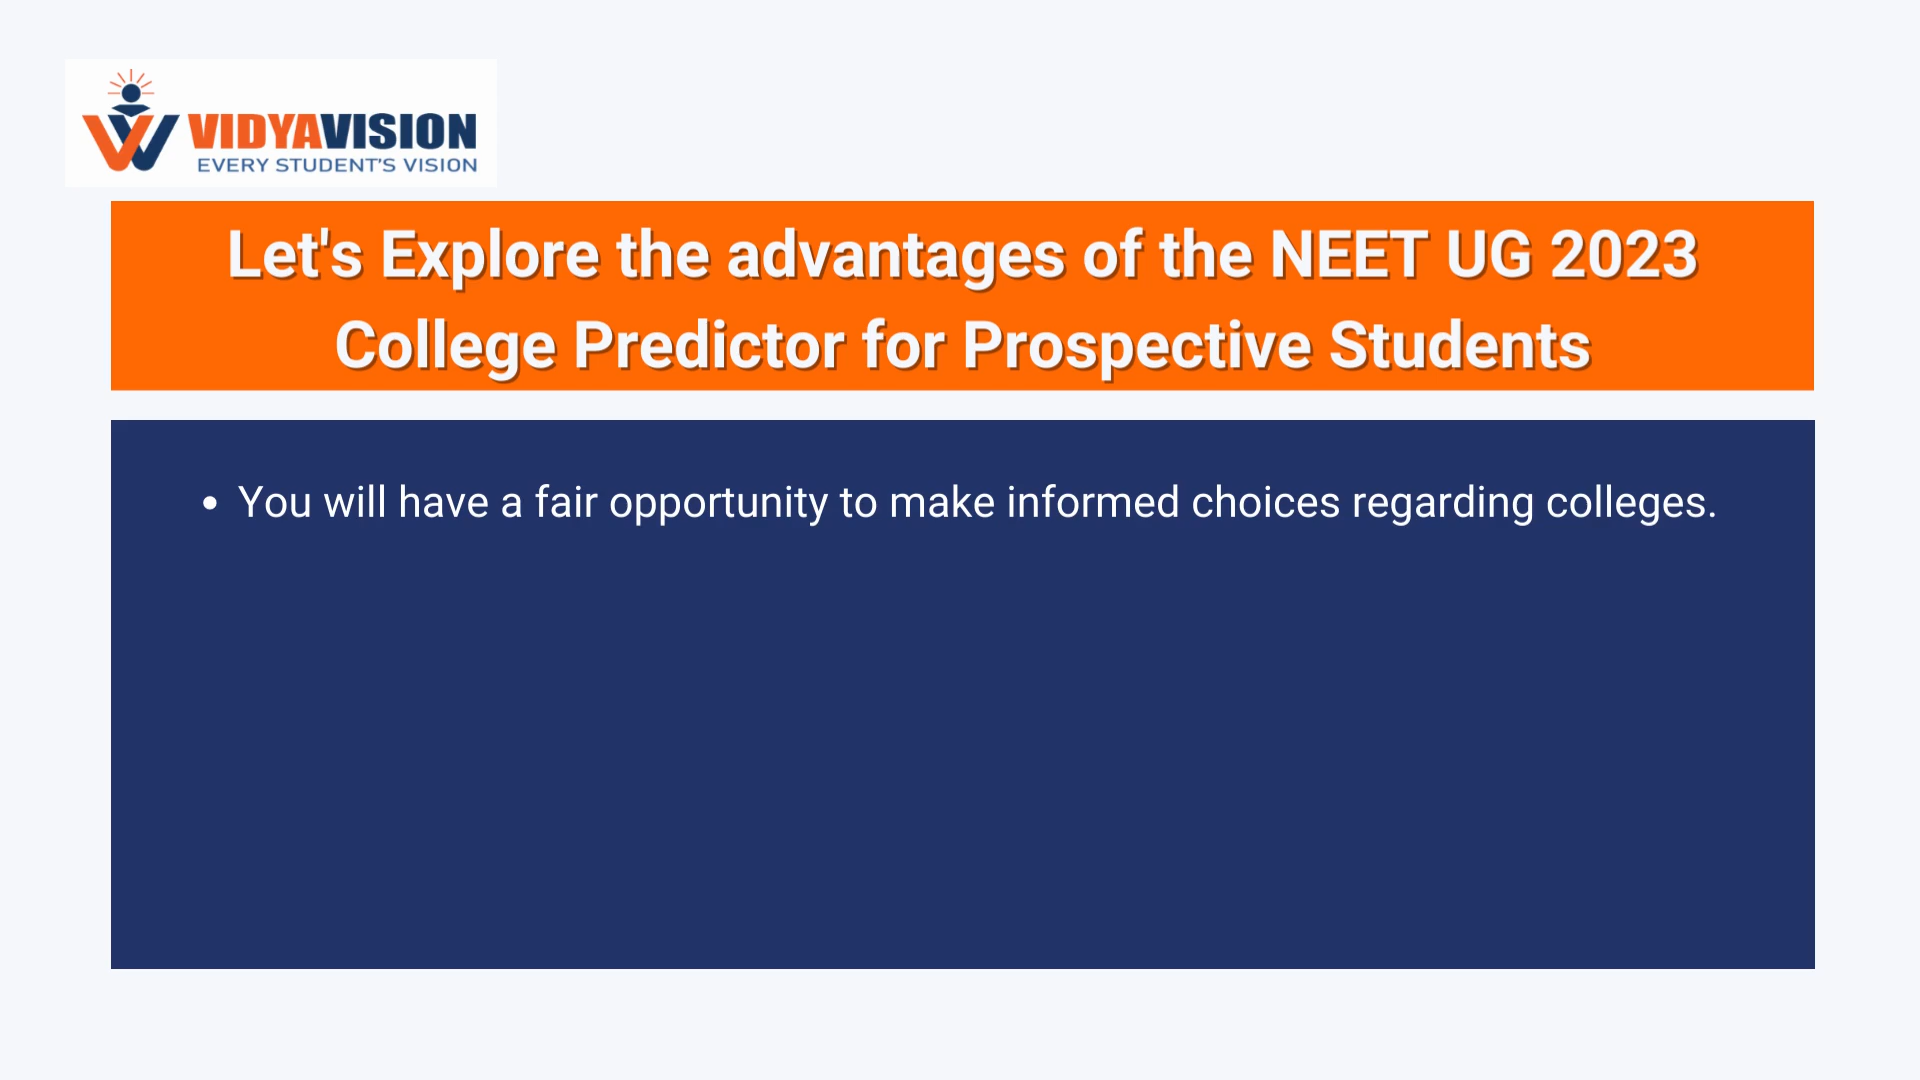 VIDYAVISION
EVERY STUDENT'S VISION
Let's Explore the advantages of the NEET UG 2023
College Predictor for Prospective Students
• You will have a fair opportunity to make informed choices regarding colleges.